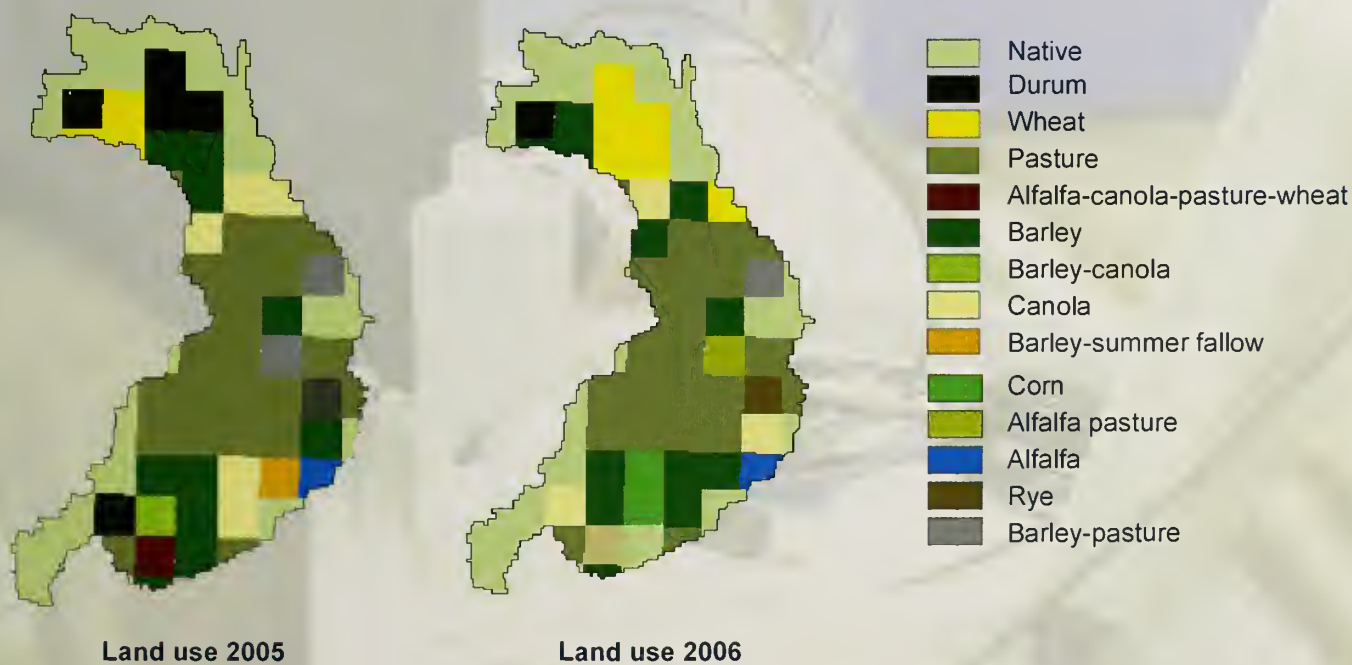 Native
Durum
Wheat
Pasture
Alfalfa-canola-pasture-wheat
Barley
Barley-canola
Canola
Barley-summer fallow
Corn
Alfalfa pasture
Alfalfa
Rye
Barley-pasture
Land use 2005
Land use 2006